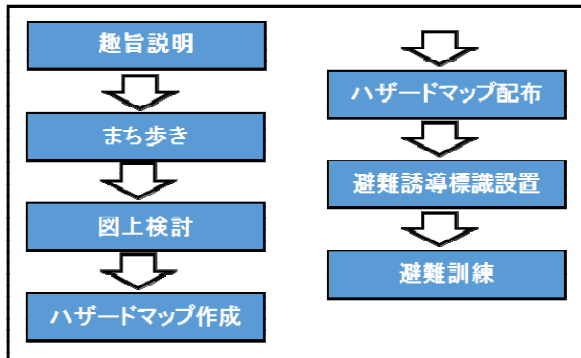 趣旨説明
まち歩き
図上検討
ハザードマップ作成
ハザードマップ配布
避難誘導標識設置
避難訓練